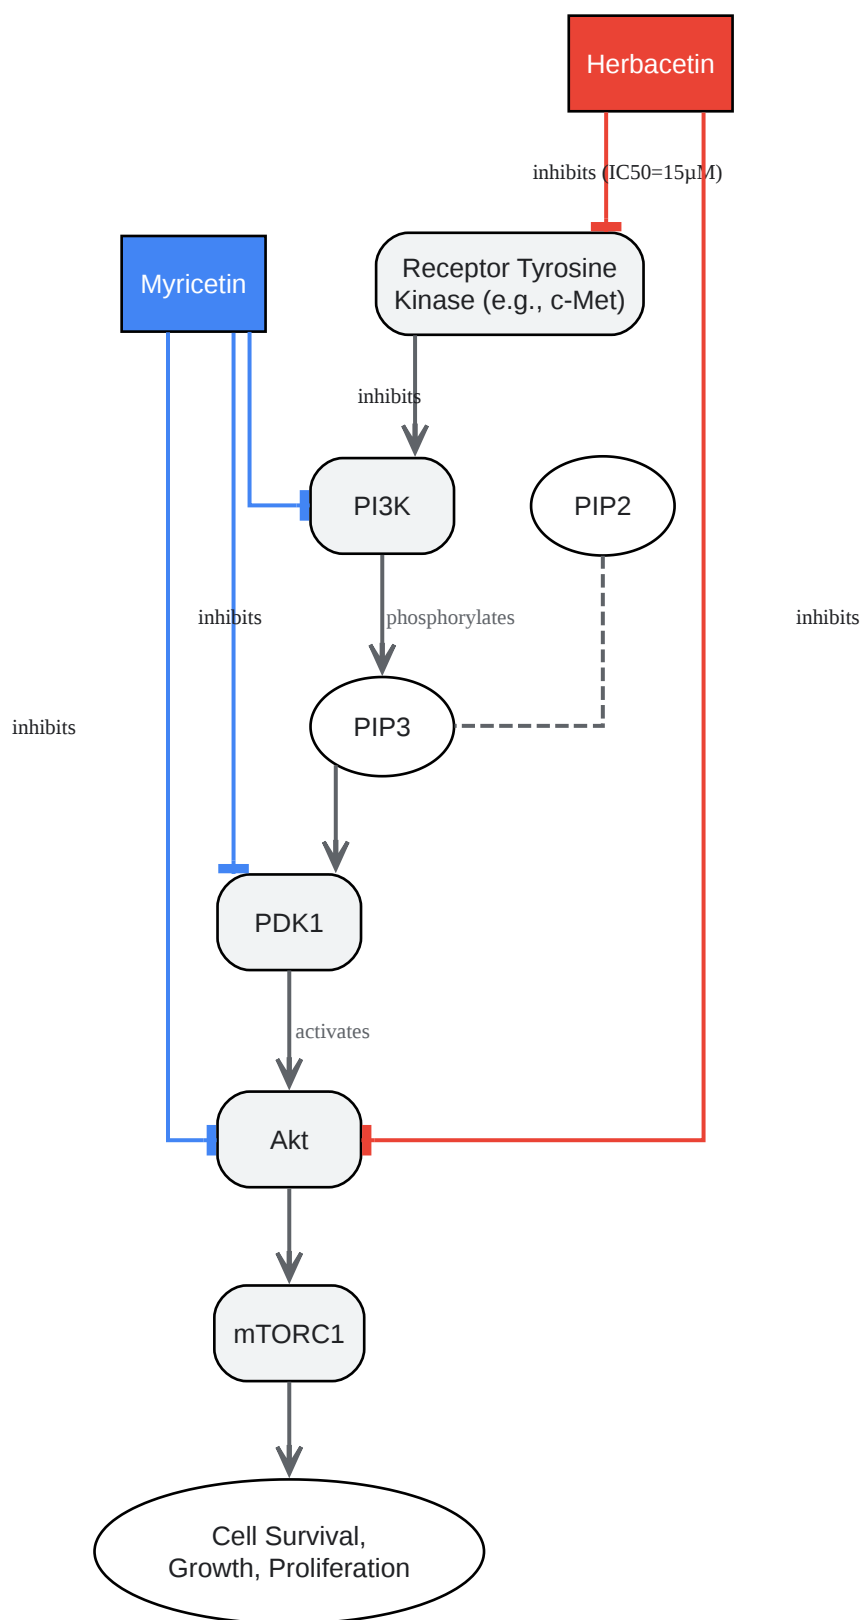 Herbacetin
inhibits (IC50=15µM)
Myricetin
Receptor Tyrosine
Kinase (e.g., c-Met)
inhibits
PI3K
PIP2
inhibits
phosphorylates
inhibits
PIP3
inhibits
PDK1
activates
Akt
mTORC1
Cell Survival,
Growth, Proliferation